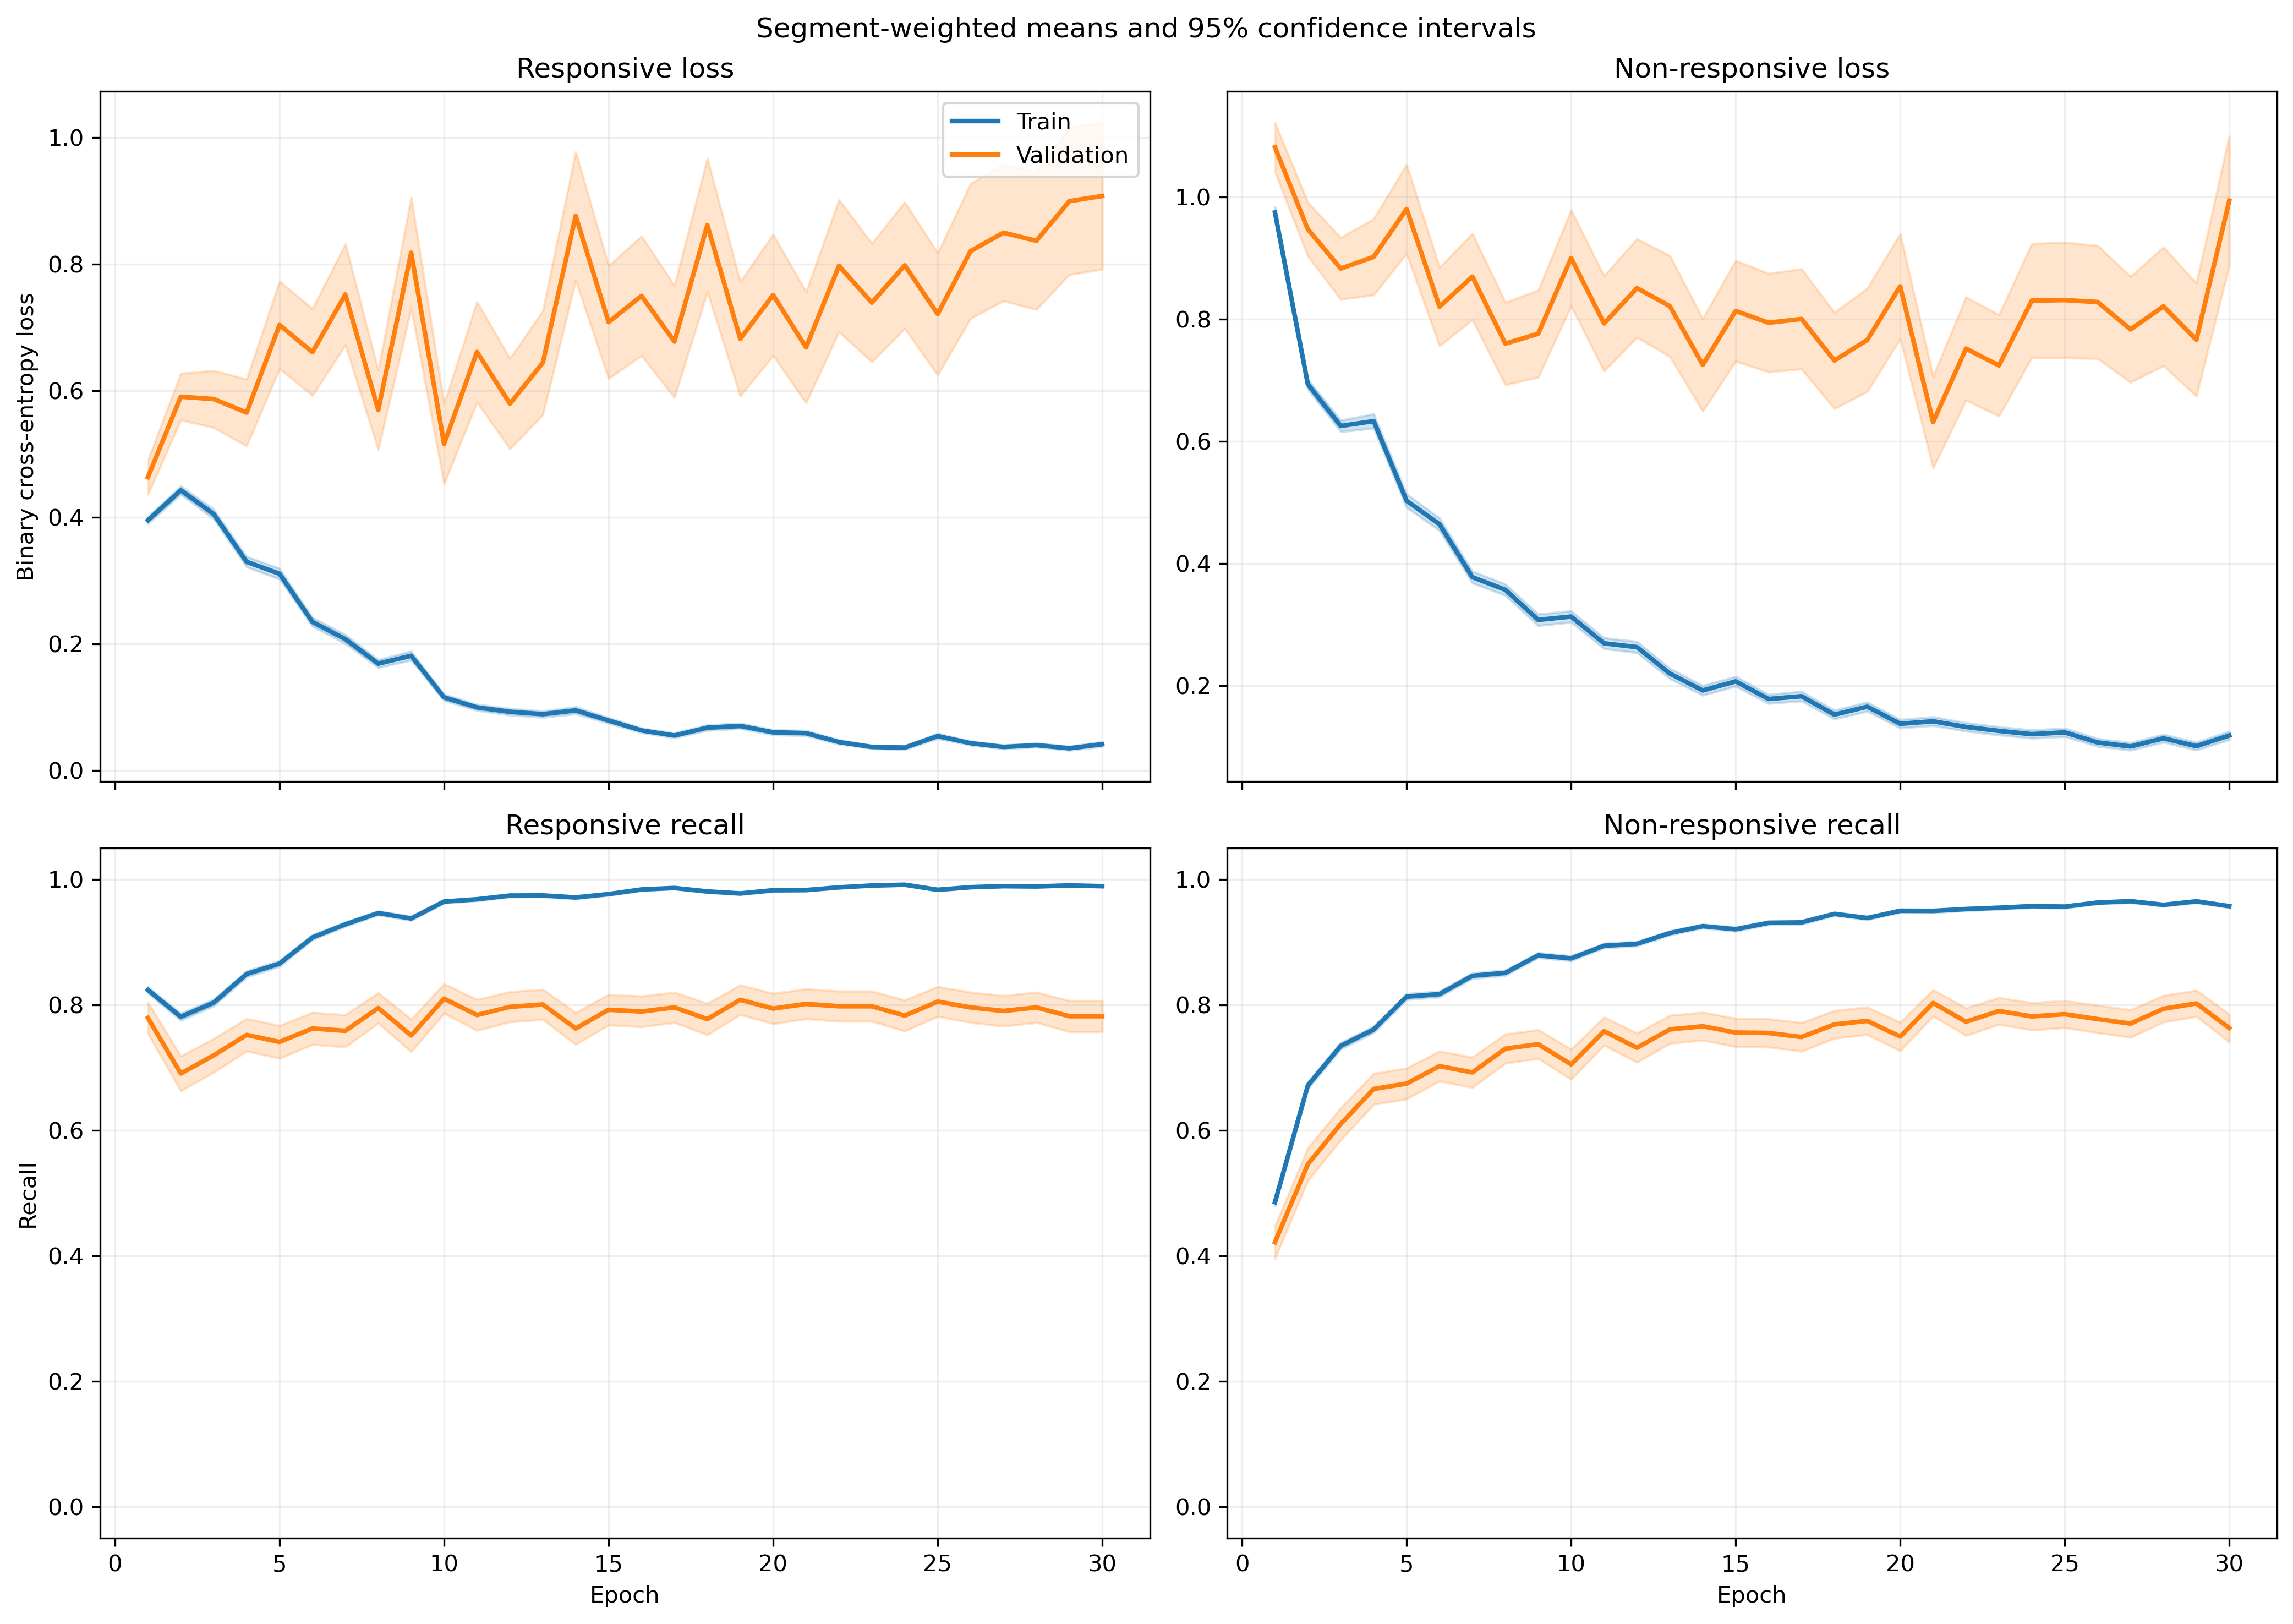 Segment-weighted means and 95% confidence intervals
Responsive loss
Non-responsive loss
Binary cross-entropy loss
1.0
0.8
0.6
0.4
0.2
0.0
Train
Validation
1.0
0.8
0.6
0.4
0.2
Responsive recall
Non-responsive recall
Recall
1.0
0.8
0.6
0.4
0.2
0.0
0 5 10 15 20 25 30
Epoch
1.0
0.8
0.6
0.4
0.2
0.0
0 5 10 15 20 25 30
Epoch